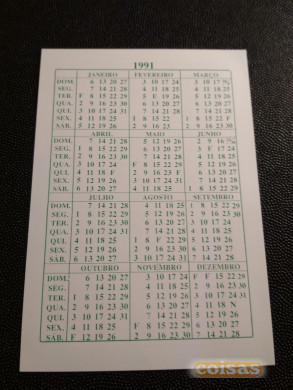 1991
JANEIRO FEVEREIRO MARÇO
DOM. 6 13 20 27 3 10 17 24 3 10 17
SEG. 7 14 21 28 4 11 18 25 4 11 18 25
TER. F 8 15 22 29 5 19 26 5 12 19 26
QUA. 2 9 16 23 30 6 13 20 27 6 13 20 27
QUI. 3 10 17 24 31 7 14 21 28 7 14 21 28
SEX. 4 11 18 25 1 8 15 22 1 8 15 22 F
SÁB. 5 12 19 26 2 9 16 23 2 9 16 23 30
ABRIL MAIO JUNHO
DOM. 7 14 21 28 5 12 19 26 2 9 16
SEG. 1 8 15 22 29 6 13 20 27 3 F 17 24
TER. 2 9 16 23 30 7 14 21 28 4 11 18 25
QUA. 3 10 17 24 F 8 15 22 29 5 12 19 26
QUI. 4 11 18 F 2 9 16 23 F 6 13 20 27
SEX. 5 12 19 26 3 10 17 24 31 7 14 21 28
SÁB. 6 13 20 27 4 11 18 25 1 8 15 22 29
JULHO AGOSTO SETEMBRO
DOM. 7 14 21 28 4 11 18 25 1 8 15 22 29
SEG. 1 8 15 22 29 5 12 19 26 2 9 16 23 30
TER. 2 9 16 23 30 6 13 20 27 3 10 17 24
QUA. 3 10 17 24 31 7 14 21 28 4 11 18 25
QUI. 4 11 18 25 1 8 F 22 29 5 12 19 26
SEX. 5 12 19 26 2 9 16 23 30 6 13 20 27
SÁB. 6 13 20 27 3 10 17 24 31 7 14 21 28
OUTUBRO NOVEMBRO DEZEMBRO
DOM. 6 13 20 27 3 10 17 24 15 22 29
SEG. 7 14 21 28 4 11 18 25 2 9 16 23 30
TER. 1 8 15 22 29 5 12 19 26 3 10 17 24 31
QUA. 2 9 16 23 30 6 13 20 27 4 11 18 N
QUI. 3 10 17 24 31 7 14 21 28 5 12 19 26
SEX. 4 11 18 25 F 8 15 22 29 6 13 20 27
SÁB. F 12 19 26 2 9 16 23 30
coisas